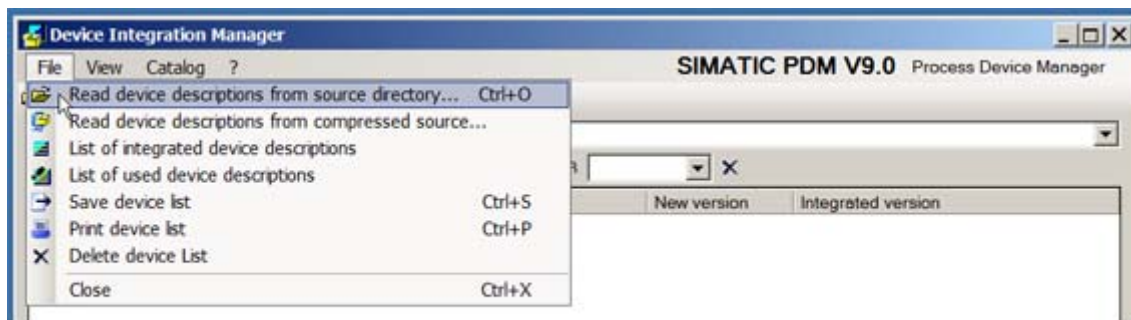 Device Integration Manager
File View Catalog ? SIMATIC PDM V9.0 Process Device Manager
Read device descriptions from source directory... Ctrl+O
Read device descriptions from compressed source...
List of integrated device descriptions
List of used device descriptions
Save device list Ctrl+S
New version Integrated version
Print device list Ctrl+P
Delete device List
Close Ctrl+X